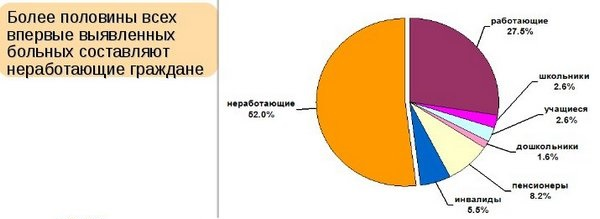 Более половины всех
впервые выявленных
больных составляют
неработающие граждане
работающие
27.5%
школьники
2.6%
учащиеся
2.6%
дошкольники
1.6%
пенсионеры
8.2%
инвалиды
5.5%
неработающие
52.0%